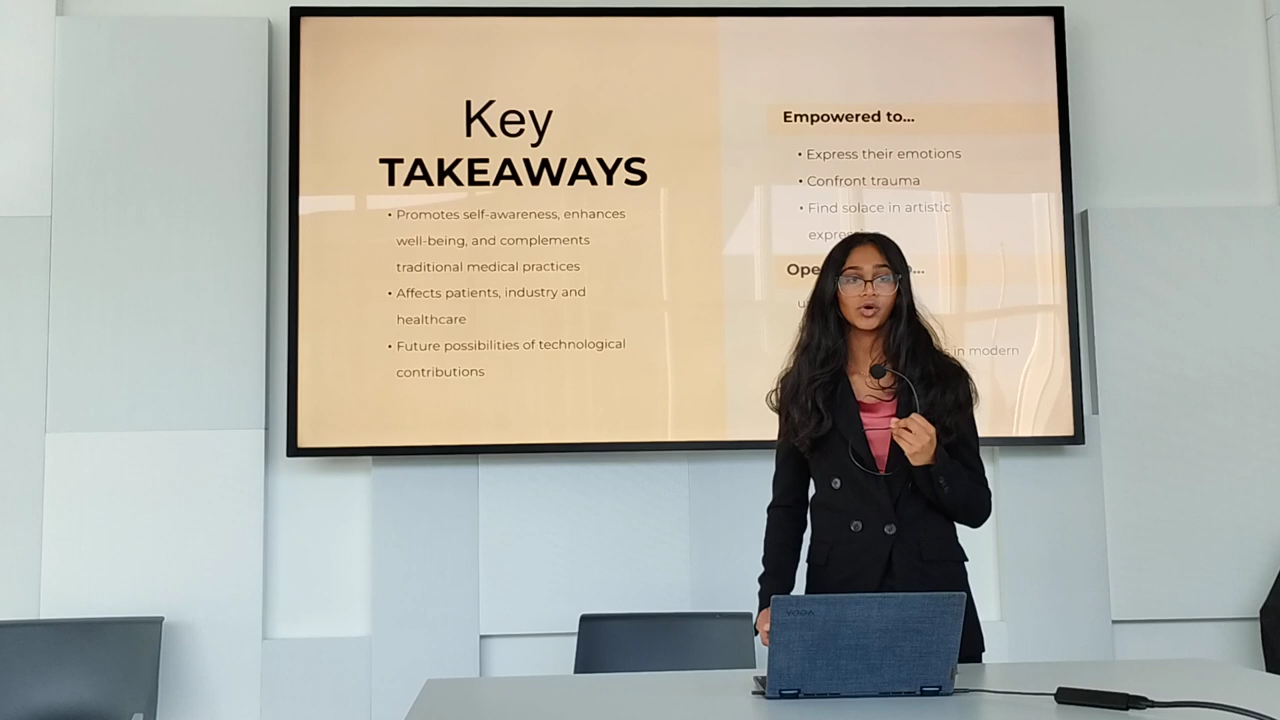 Key
TAKEAWAYS
• Promotes self-awareness, enhances
well-being, and complements
traditional medical practices
• Affects patients, industry and
healthcare
• Future possibilities of technological
contributions
Empowered to...
• Express their emotions
• Confront trauma
• Find solace in artistic
in modern
YOGA